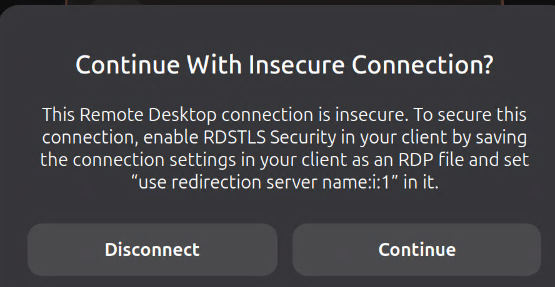 Continue With Insecure Connection?
This Remote Desktop connection is insecure. To secure this
connection, enable RDSTLS Security in your client by saving
the connection settings in your client as an RDP file and set
“use redirection server name:i:1” in it.
Disconnect
Continue